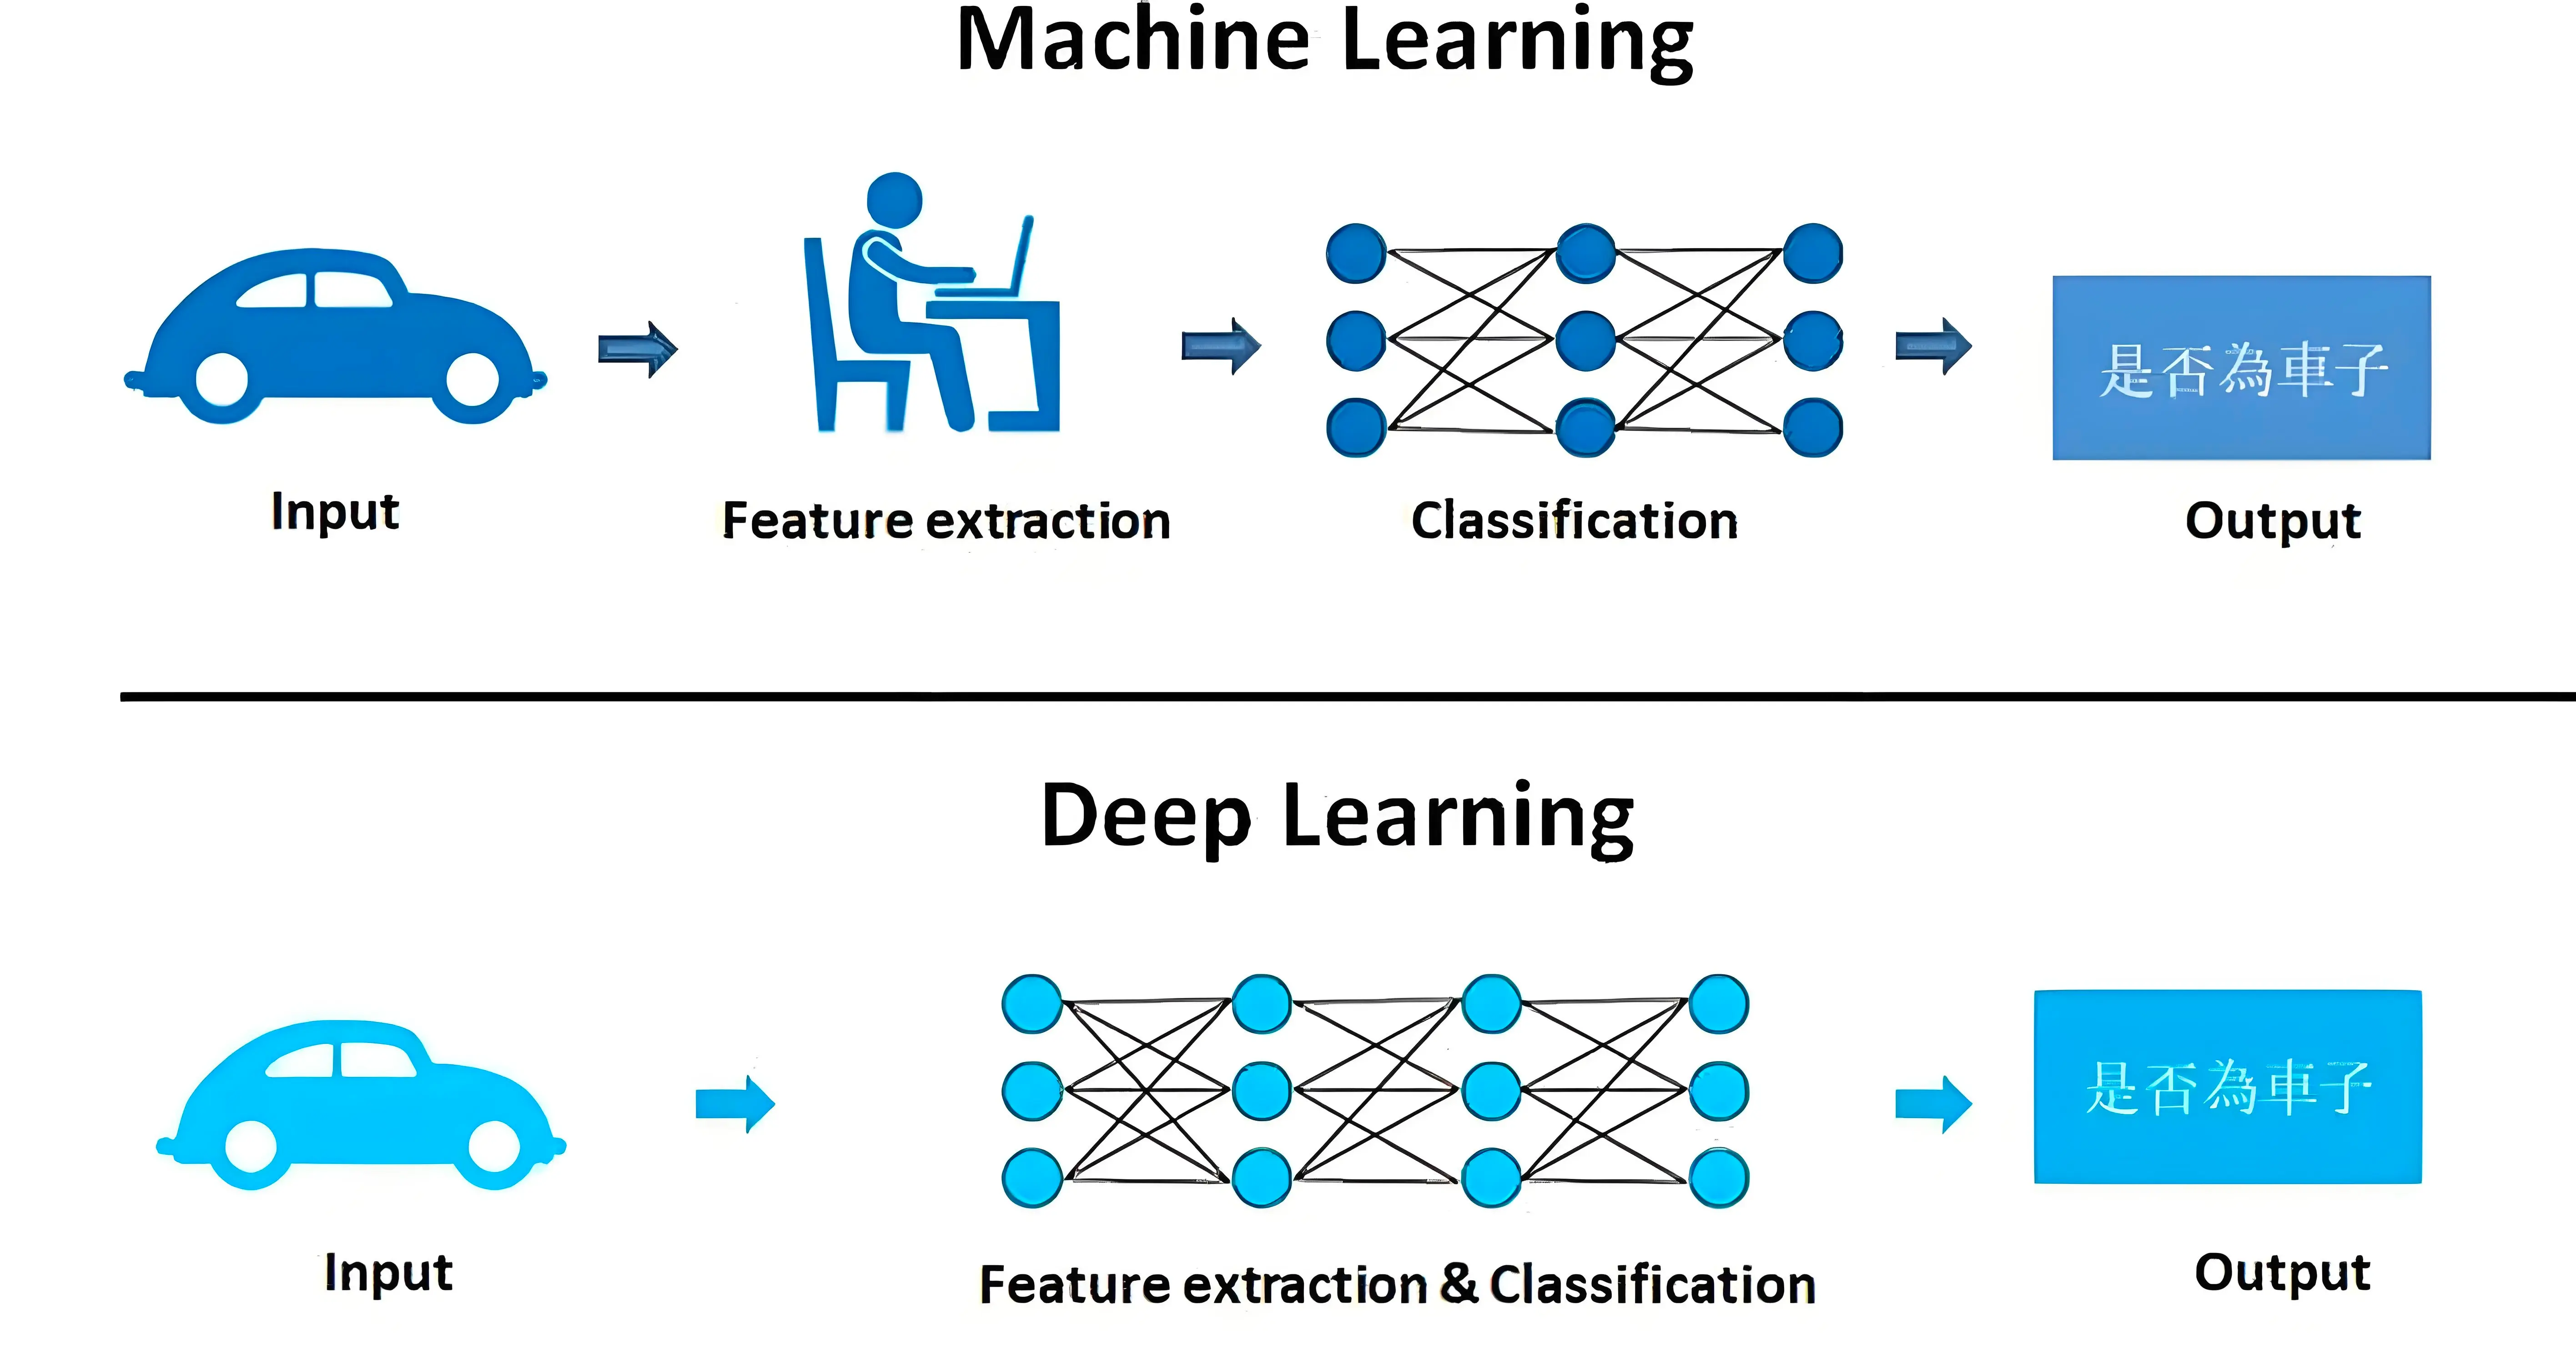 Machine Learning
是否為車子
Input
Feature extraction
Classification
Output
Deep Learning
是否為車子
Input
Feature extraction & Classification
Output